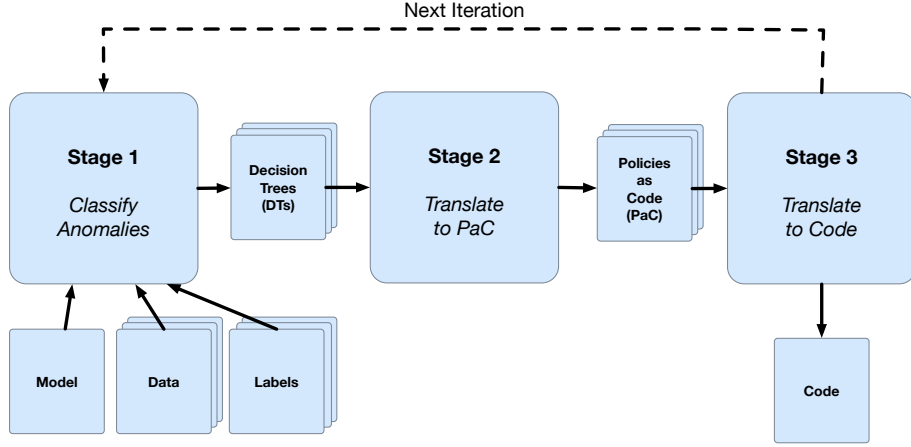 Next Iteration
Stage 1
Classify
Anomalies
Decision
Trees
(DTs)
Stage 2
Translate
to PaC
Policies
as
Code
(PaC)
Stage 3
Translate
to Code
Model
Data
Labels
Code